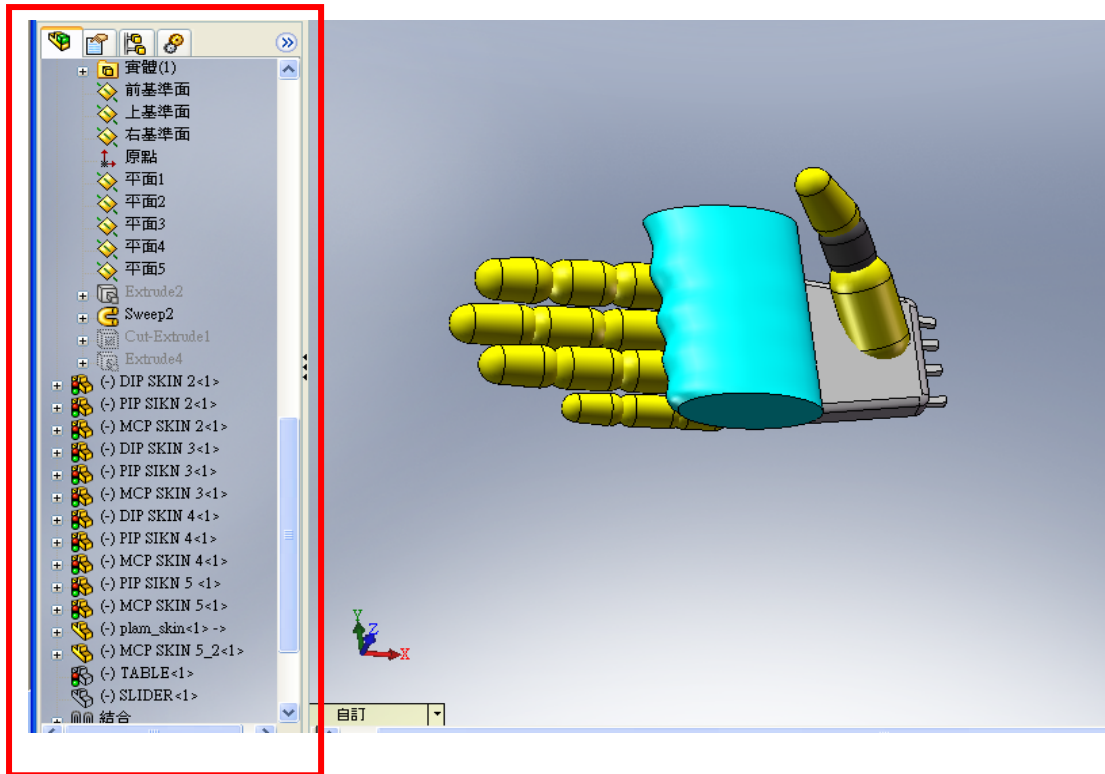 實體(1)
前基準面
上基準面
右基準面
原點
平面1
平面2
平面3
平面4
平面5
Extrude2
Sweep2
Cut-Extrude1
Extrude4
(-) DIP SKIN 2<1>
(-) PIP SIKN 2<1>
(-) MCP SKIN 2<1>
(-) DIP SKIN 3<1>
(-) PIP SIKN 3<1>
(-) MCP SKIN 3<1>
(-) DIP SKIN 4<1>
(-) PIP SIKN 4<1>
(-) MCP SKIN 4<1>
(-) PIP SIKN 5 <1>
(-) MCP SKIN 5<1>
(-) plam_skin<1> ->
(-) MCP SKIN 5_2<1>
(-) TABLE<1>
(-) SLIDER<1>
結合
Y
Z
X
自訂